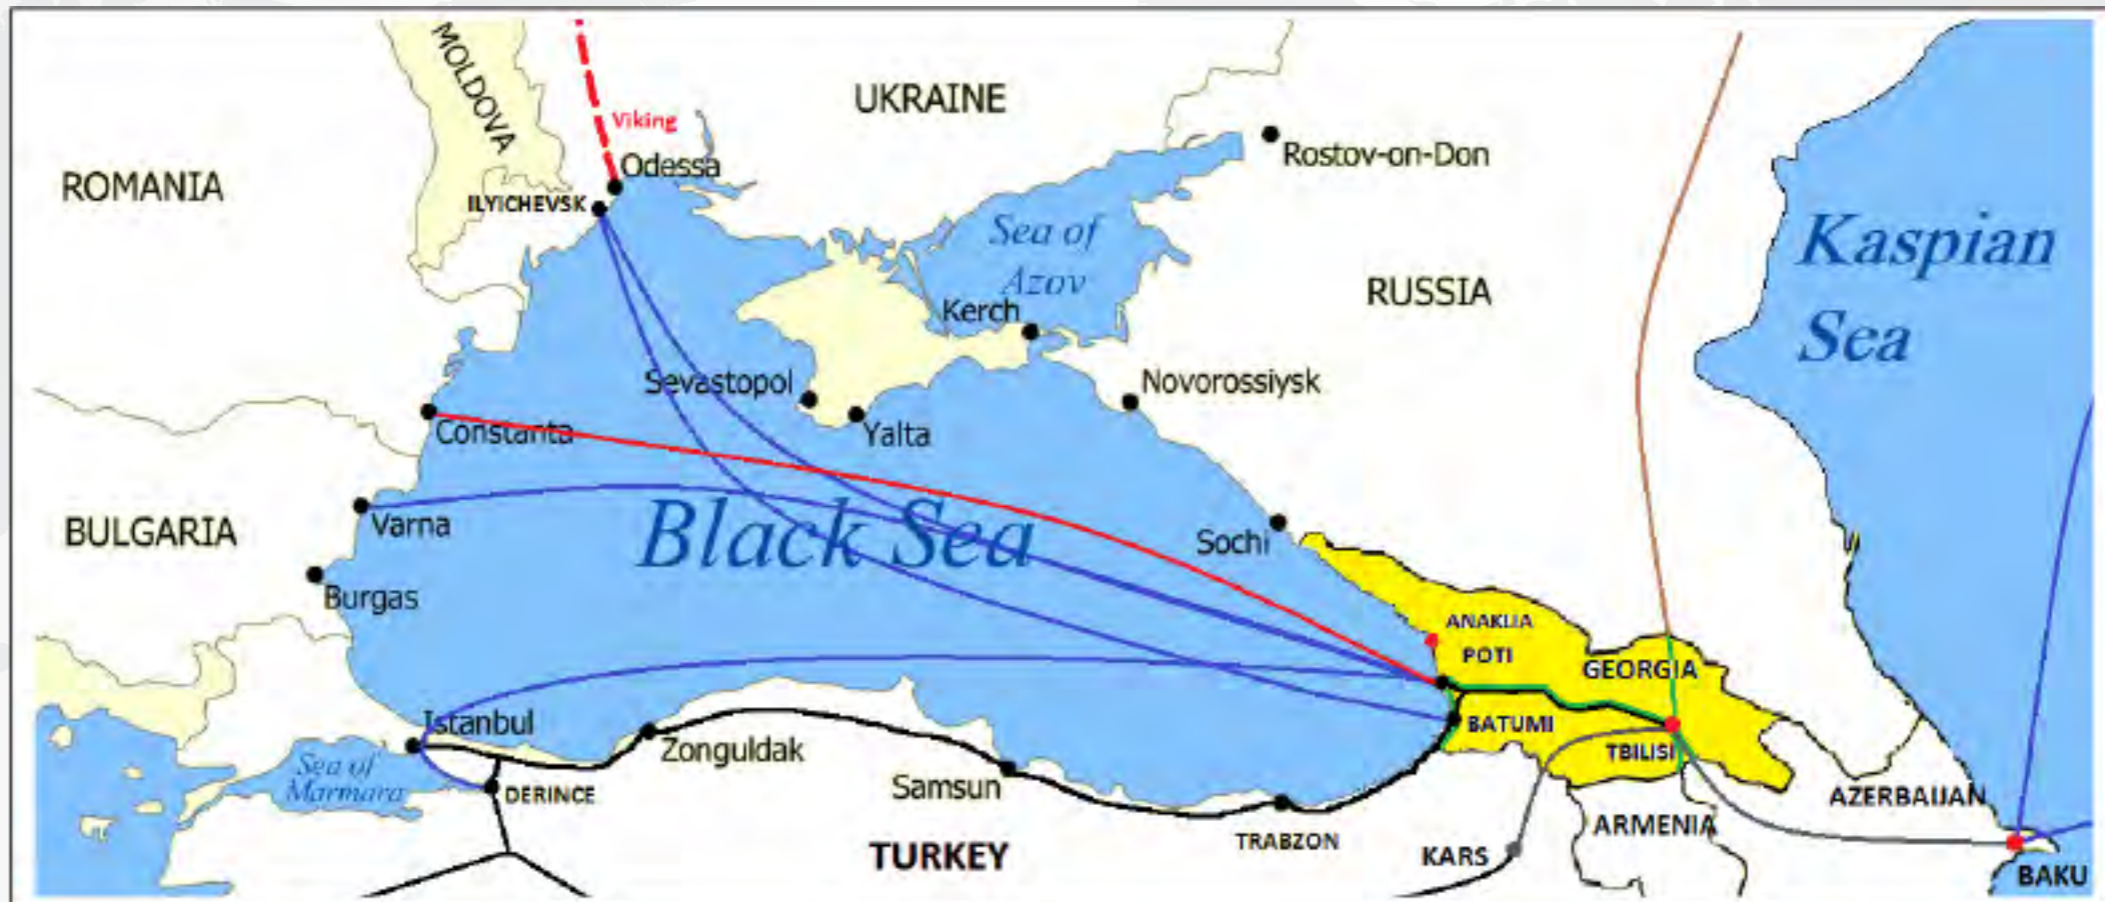 MOLDOVA
UKRAINE
Viking
Odessa
Rostov-on-Don
ROMANIA
ILYICHEVSK
Sea of
Azov
Kaspian
Sea
RUSSIA
Kerch
Sevastopol
Novorossiysk
Constanta
Yalta
Varna
BULGARIA
Black Sea
Sochi
Burgas
ANAKLIA
POTI
GEORGIA
Istanbul
BATUMI
Zonguldak
TBILISI
Sea of
Marmara
Samsun
DERINCE
AZERBAIJAN
ARMENIA
TRABZON
TURKEY
KARS
BAKU